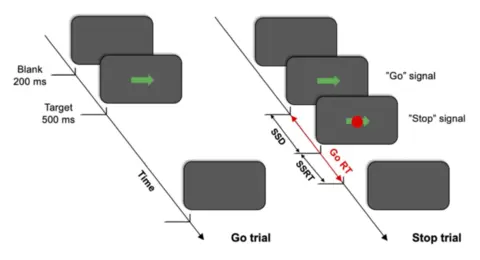 Blank
200 ms
Target
500 ms
Time
Go trial
"Go" signal
"Stop" signal
SSD
Go RT
SSRT
Stop trial